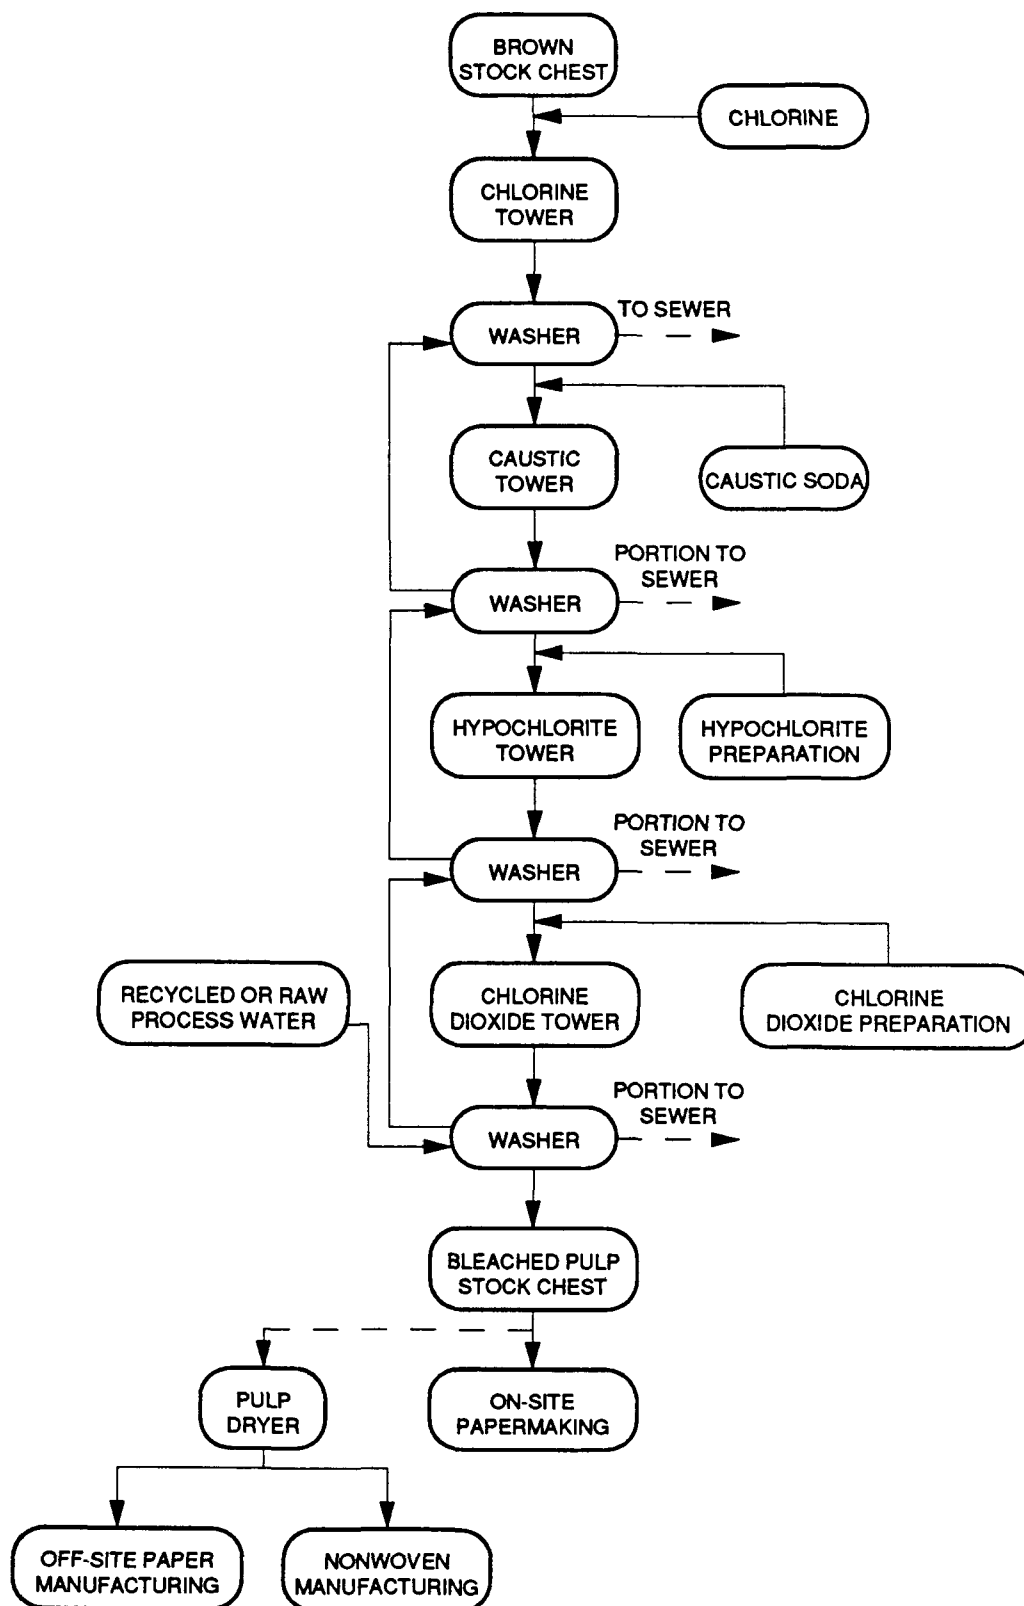 BROWN
STOCK CHEST
CHLORINE
CHLORINE
TOWER
WASHER
TO SEWER
CAUSTIC
TOWER
CAUSTIC SODA
WASHER
PORTION TO
SEWER
HYPOCHLORITE
TOWER
HYPOCHLORITE
PREPARATION
WASHER
PORTION TO
SEWER
RECYCLED OR RAW
PROCESS WATER
CHLORINE
DIOXIDE TOWER
CHLORINE
DIOXIDE PREPARATION
WASHER
PORTION TO
SEWER
BLEACHED PULP
STOCK CHEST
PULP
DRYER
ON-SITE
PAPERMAKING
OFF-SITE PAPER
MANUFACTURING
NONWOVEN
MANUFACTURING